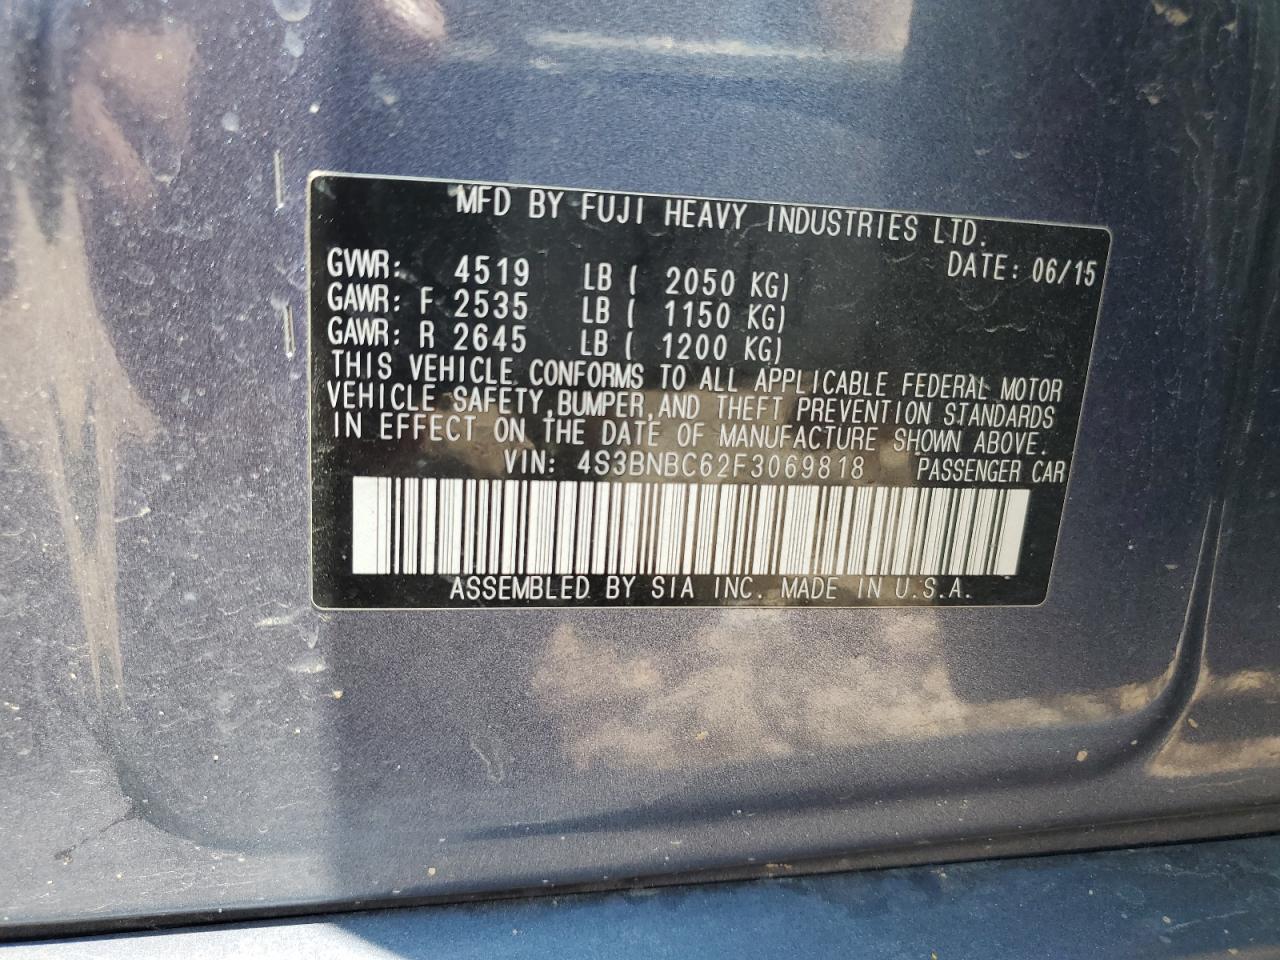 MFD BY FUJI HEAVY INDUSTRIES LTD.
DATE: 06/15
GVWR: 4519 LB ( 2050 KG)
GAWR: F 2535 LB ( 1150 KG)
GAWR: R 2645 LB ( 1200 KG)
THIS VEHICLE CONFORMS TO ALL APPLICABLE FEDERAL MOTOR
VEHICLE SAFETY,BUMPER,AND THEFT PREVENTION STANDARDS
IN EFFECT ON THE DATE OF MANUFACTURE SHOWN ABOVE.
VIN: 4S3BNBC62F3069818 PASSENGER CAR
ASSEMBLED BY SIA INC. MADE IN U.S.A.